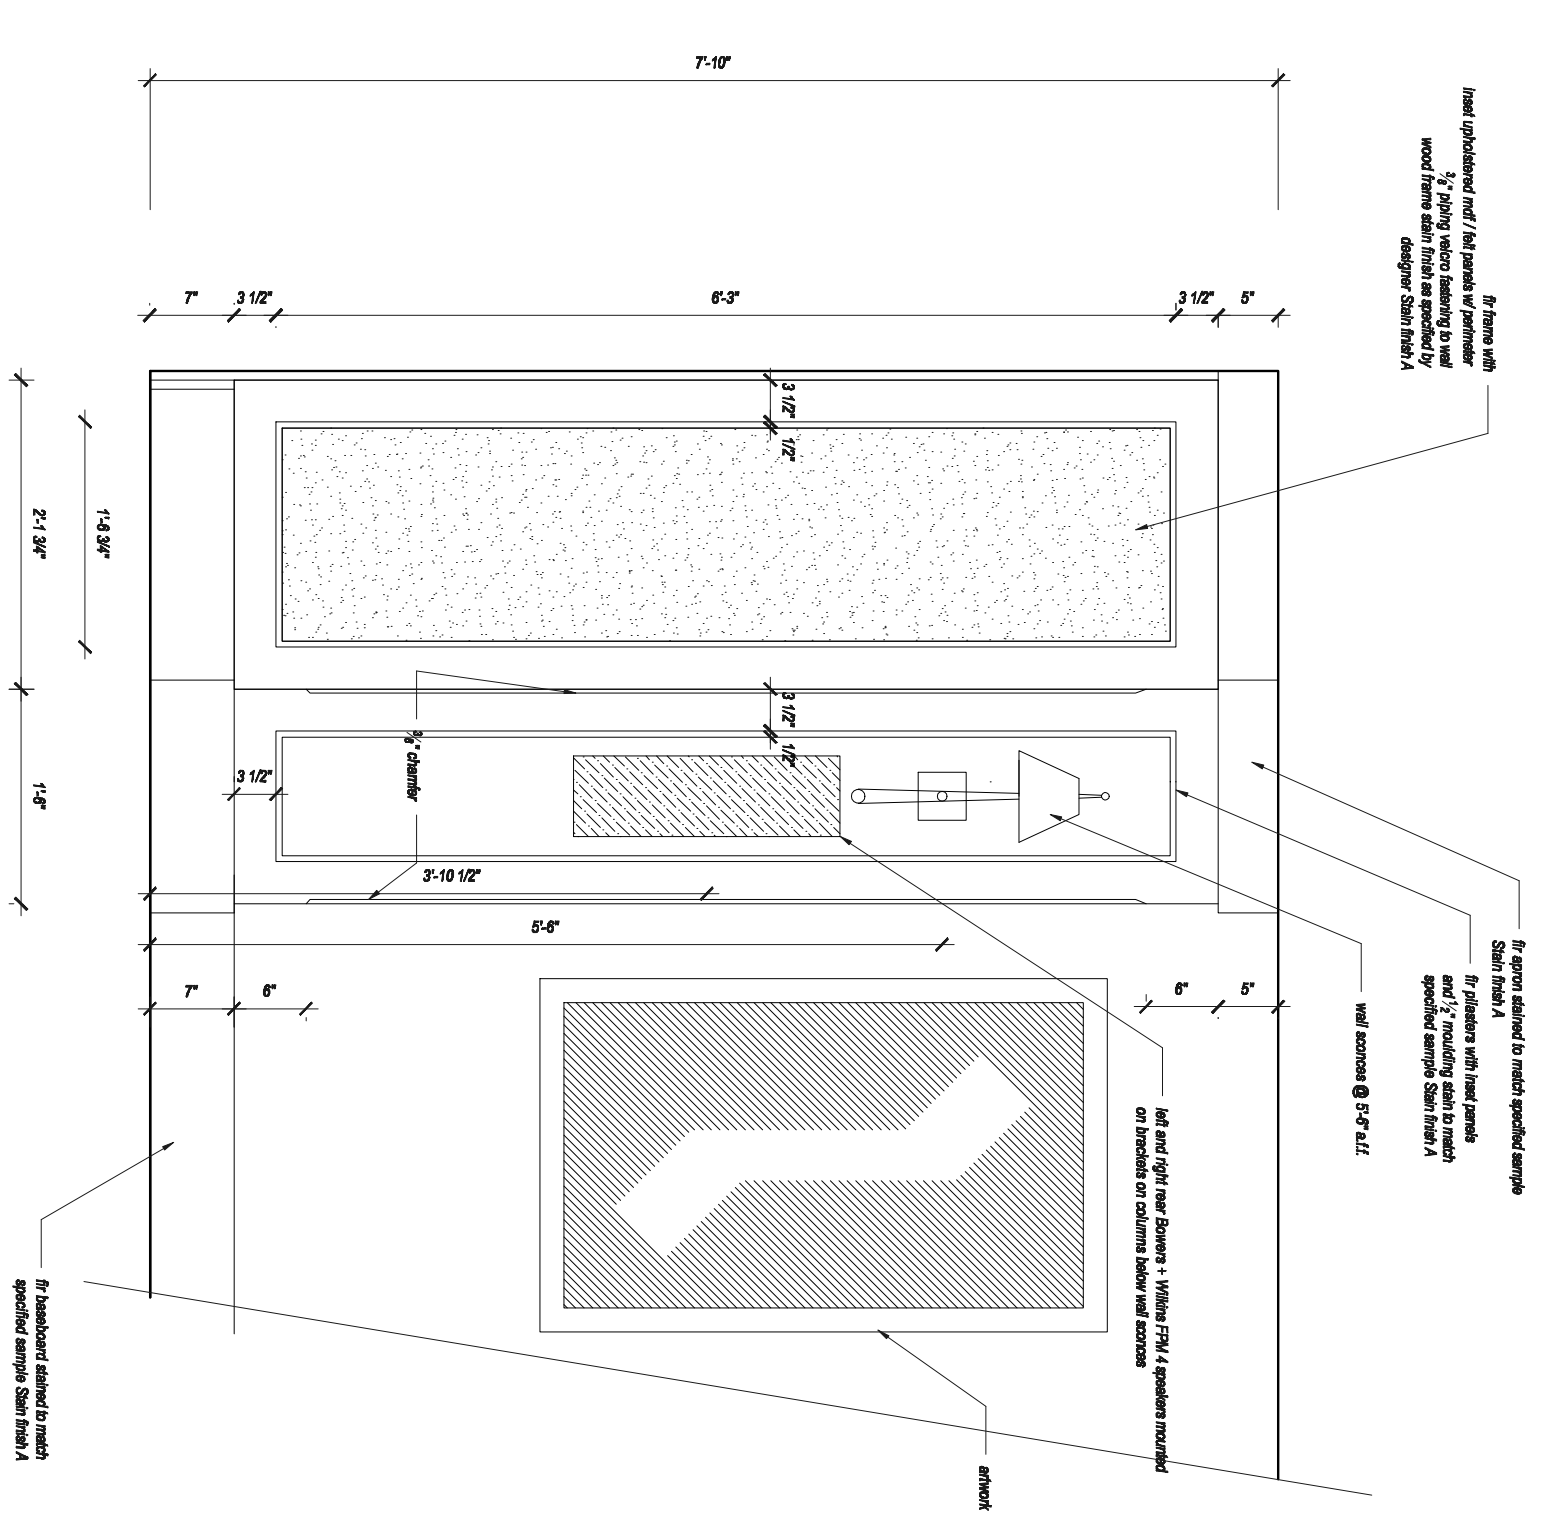 fir frame with
inset upholstered mdf / felt panels w/ perimeter
3/8" piping velcro fastening to wall
wood frame stain finish as specified by
designer Stain finish A
fir apron stained to match specified sample
Stain finish A
fir pilasters with inset panels
and 1/2" moulding stain to match
specified sample Stain finish A
wall sconces @ 5'-6" a.f.f.
left and right rear Bowers + Wilkins FPM 4 speakers mounted
on brackets on columns below wall sconces
artwork
fir baseboard stained to match
specified sample Stain finish A
3/8" chamfer
7'-10"
7"
3 1/2"
6'-3"
3 1/2"
5"
3 1/2"
1/2"
3 1/2"
1/2"
3 1/2"
3'-10 1/2"
5'-6"
7"
6"
6"
5"
1'-6 3/4"
2'-1 3/4"
1'-6"